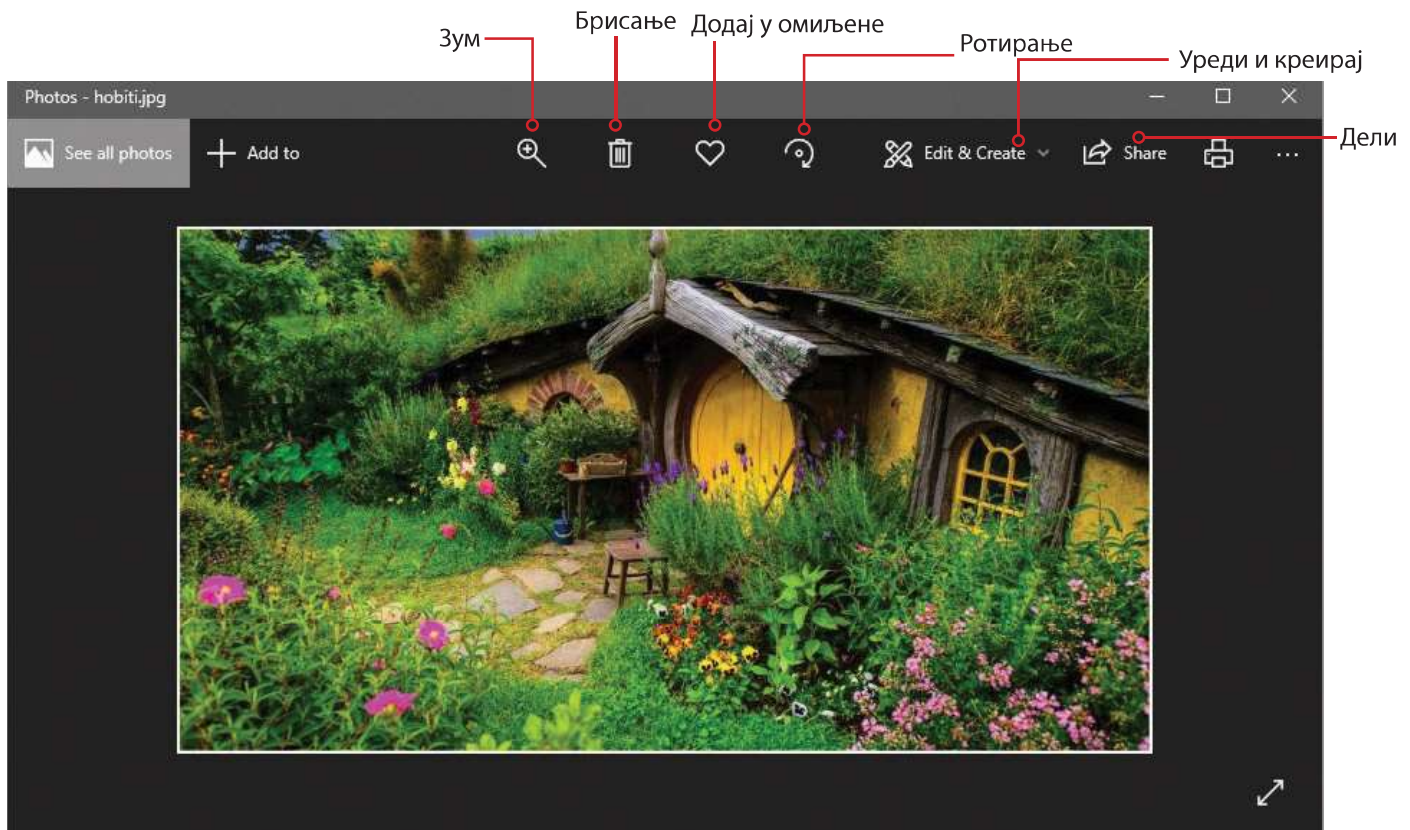 Зум
Брисање
Додај у омиљене
Ротирање
Уреди и креирај
Photos - hobiti.jpg
See all photos
Add to
Edit & Create
Share
Дели